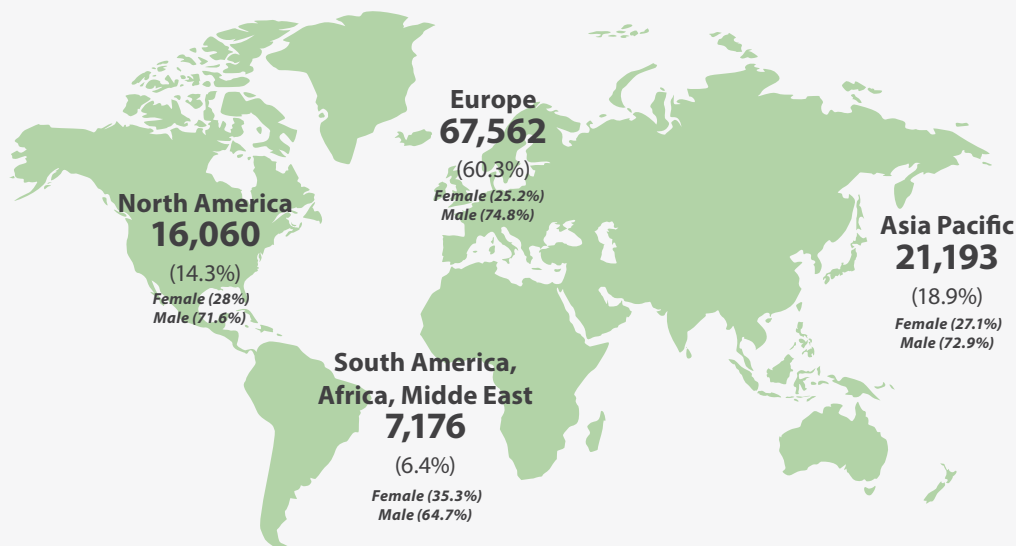 Europe
67,562
(60.3%)
Female (25.2%)
Male (74.8%)
North America
16,060
(14.3%)
Female (28%)
Male (71.6%)
Asia Pacific
21,193
(18.9%)
Female (27.1%)
Male (72.9%)
South America,
Africa, Midde East
7,176
(6.4%)
Female (35.3%)
Male (64.7%)